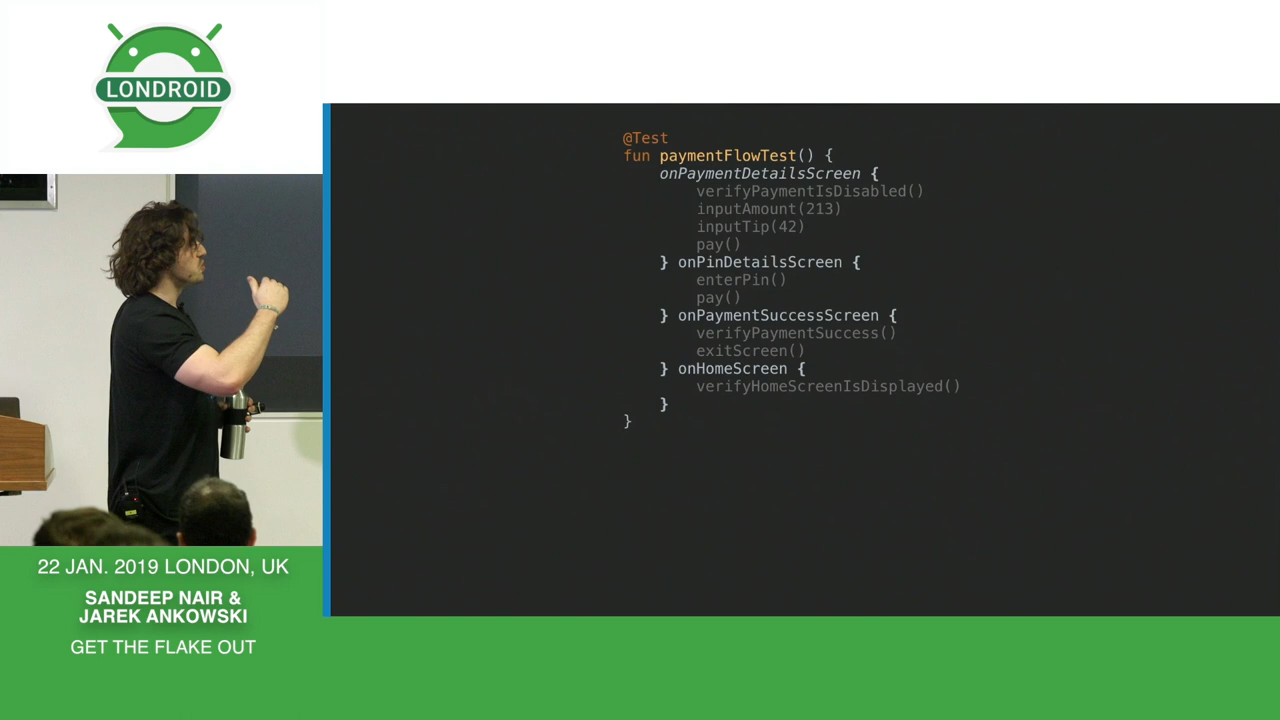 LONDROID
@Test
fun paymentFlowTest() {
    onPaymentDetailsScreen {
        verifyPaymentIsDisabled()
        inputAmount(213)
        inputTip(42)
        pay()
    } onPinDetailsScreen {
        enterPin()
        pay()
    } onPaymentSuccessScreen {
        verifyPaymentSuccess()
        exitScreen()
    } onHomeScreen {
        verifyHomeScreenIsDisplayed()
    }
}
22 JAN. 2019 LONDON, UK
SANDEEP NAIR &
JAREK ANKOWSKI
GET THE FLAKE OUT